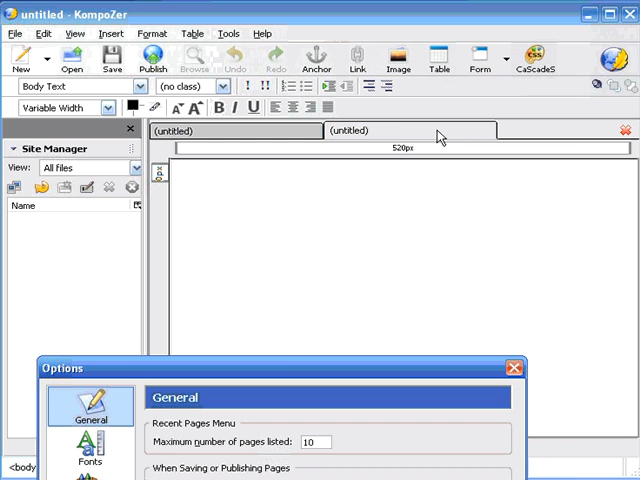 untitled - KompoZer
File Edit View Insert Format Table Tools Help
New Open Save Publish Browse Undo Redo Anchor Link Image Table Form CaScadeS
Body Text (no class) ! !!
Variable Width A A B I U
(untitled) (untitled)
Site Manager 520px
View: All files
0px
Name
Options
General General
Recent Pages Menu
Maximum number of pages listed: 10
Fonts
When Saving or Publishing Pages
<body